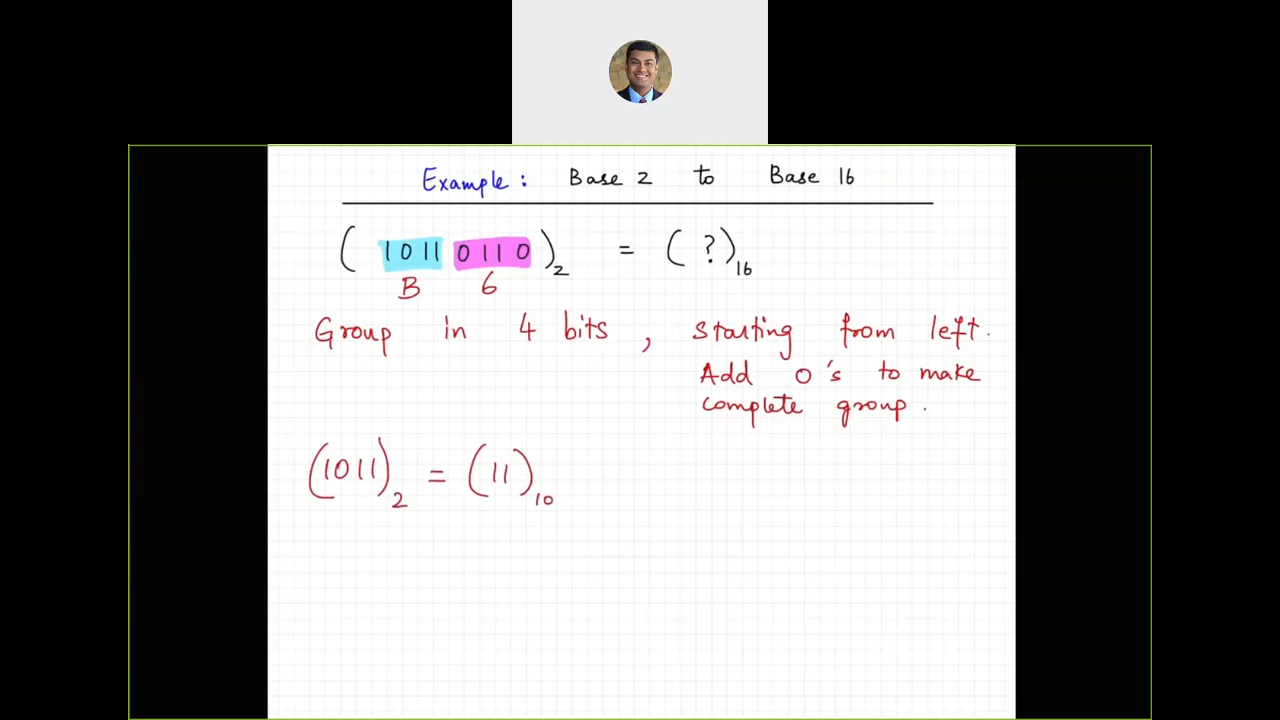 Example: Base 2 to Base 16
( 1011 0110 )₂ = ( ? )₁₆
B 6
Group in 4 bits, starting from left.
Add 0's to make
complete group.
(1011)₂ = (11)₁₀